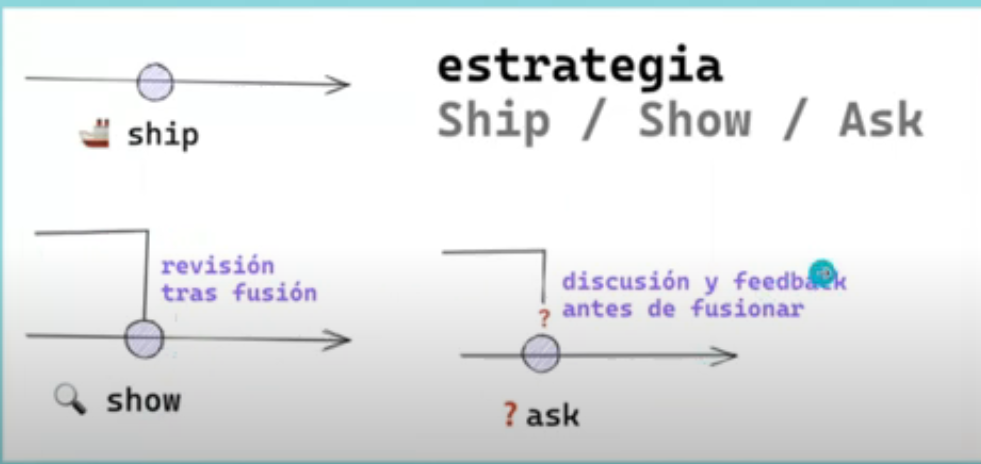 estrategia
Ship / Show / Ask
ship
revisión
tras fusión
show
discusión y feedback
antes de fusionar
?
? ask